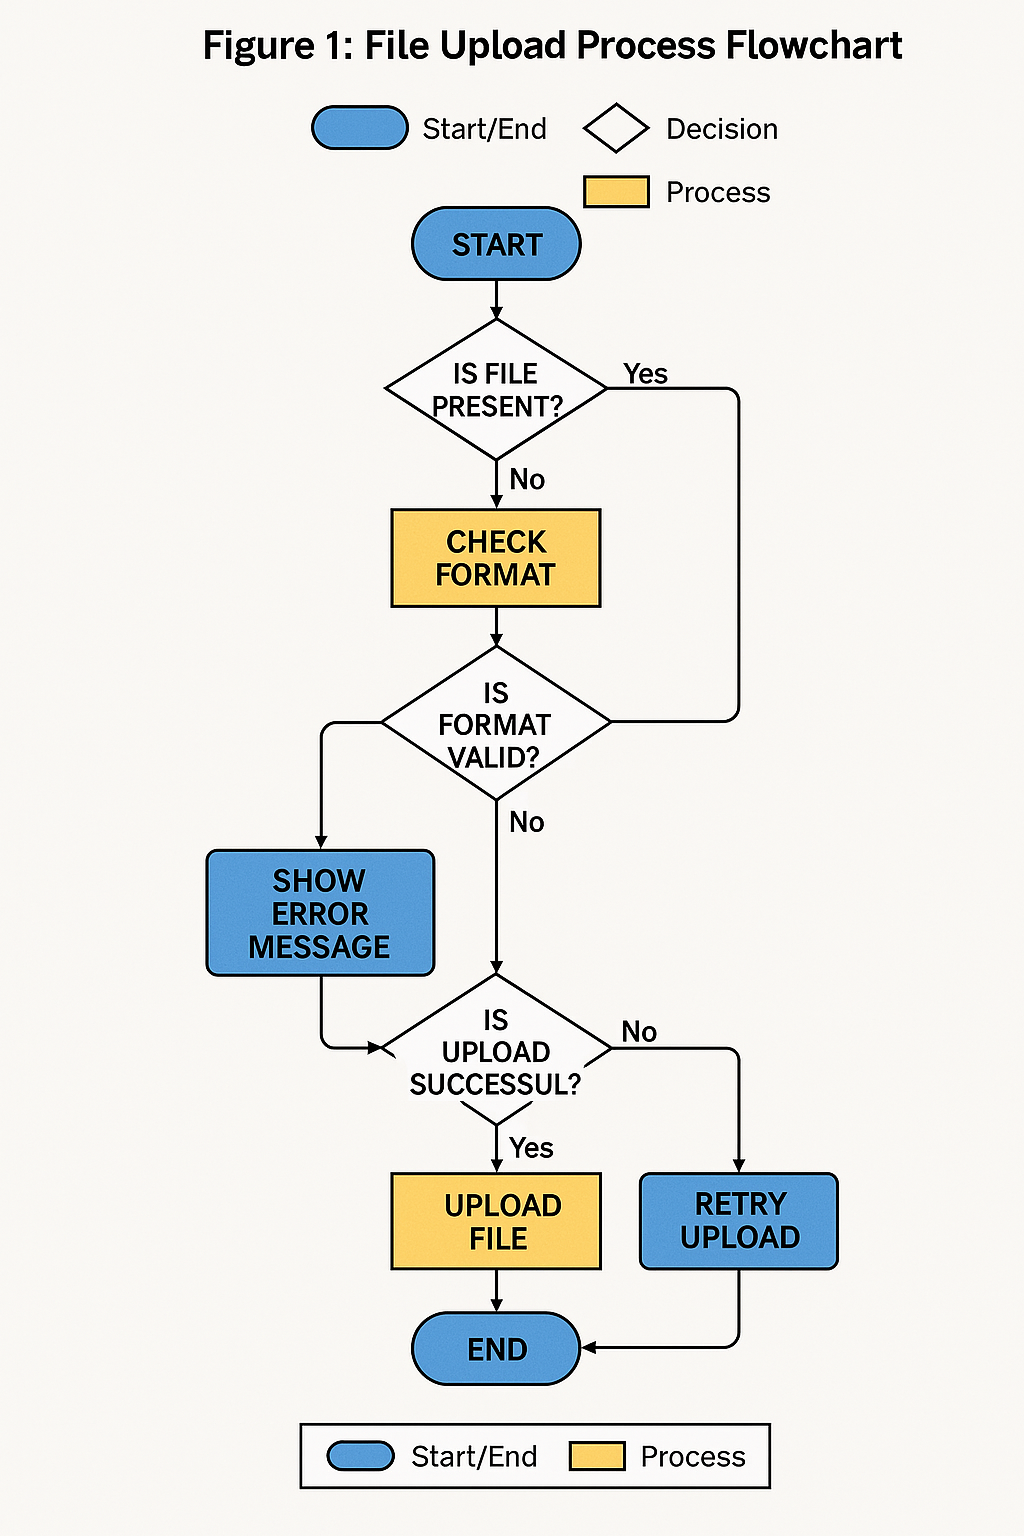 Figure 1: File Upload Process Flowchart
Start/End
Decision
Process
START
IS FILE
PRESENT?
Yes
No
CHECK
FORMAT
IS
FORMAT
VALID?
No
SHOW
ERROR
MESSAGE
IS
UPLOAD
SUCCESSUL?
No
Yes
UPLOAD
FILE
RETRY
UPLOAD
END
Start/End
Process